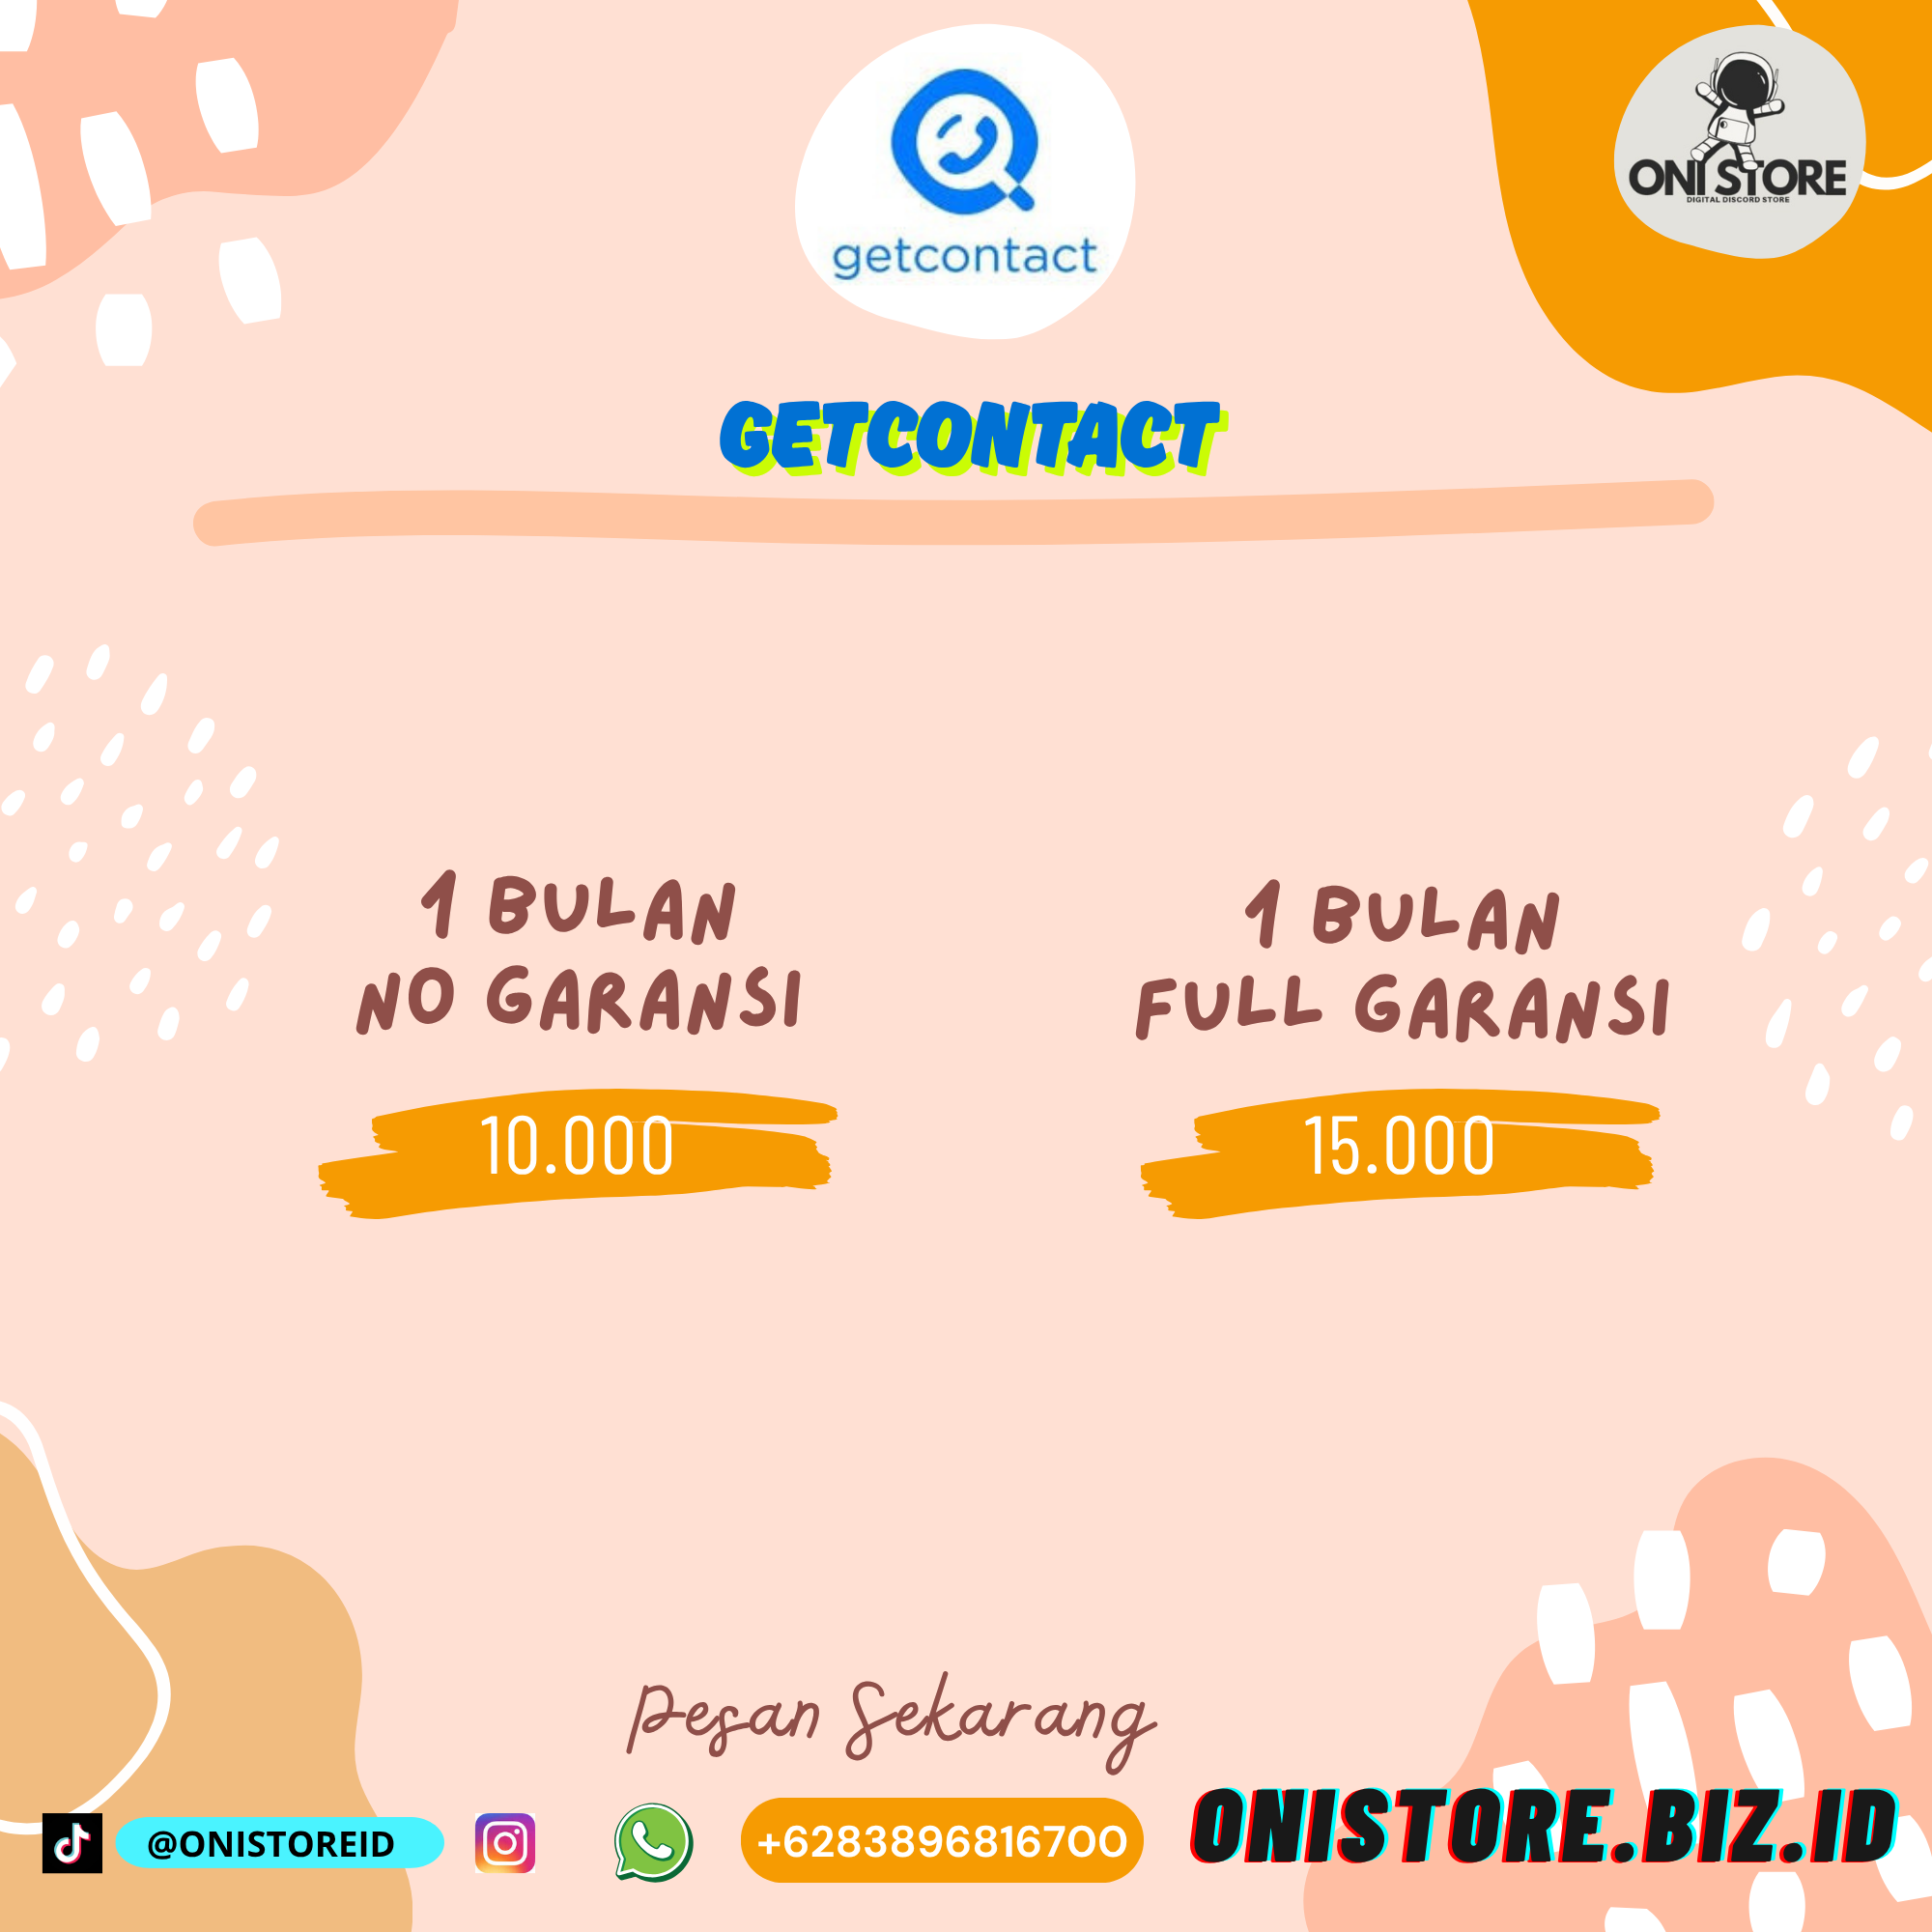 getcontact
ONI STORE
DIGITAL DISCORD STORE
GETCONTACT
1 BULAN
NO GARANSI
10.000
1 BULAN
FULL GARANSI
15.000
Pesan Sekarang
@ONISTOREID
+6283896816700
ONISTORE.BIZ.ID